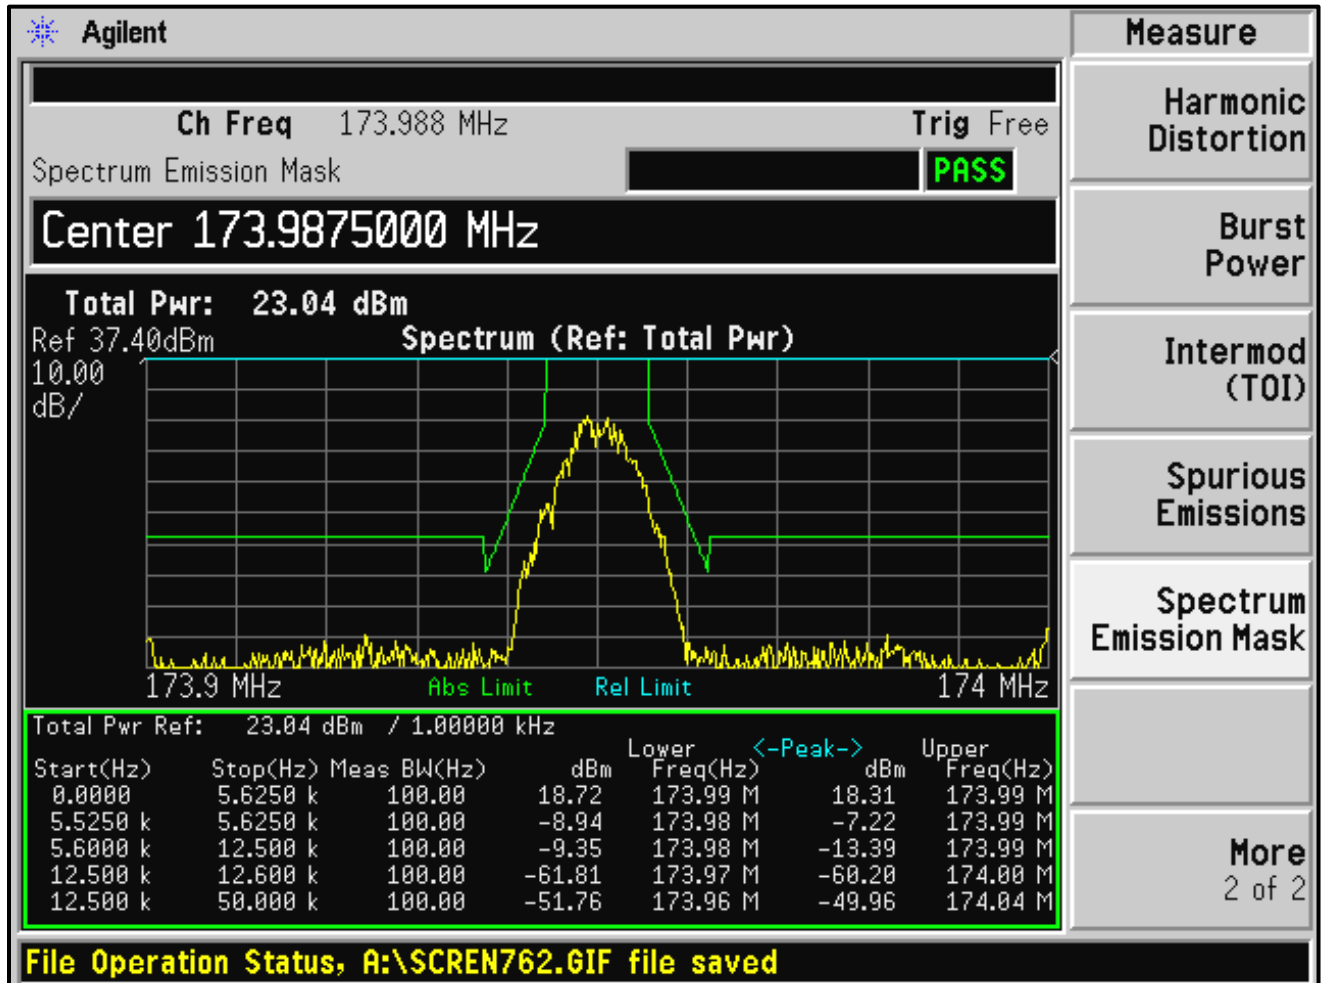 Agilent
Measure
Ch Freq 173.988 MHz Trig Free
Spectrum Emission Mask PASS
Center 173.9875000 MHz
Total Pwr: 23.04 dBm
Ref 37.40dBm Spectrum (Ref: Total Pwr)
10.00
dB/
173.9 MHz Abs Limit Rel Limit 174 MHz
Total Pwr Ref: 23.04 dBm / 1.00000 kHz
Lower <-Peak-> Upper
Start(Hz) Stop(Hz) Meas BW(Hz) dBm Freq(Hz) dBm Freq(Hz)
0.0000 5.6250 k 100.00 18.72 173.99 M 18.31 173.99 M
5.5250 k 5.6250 k 100.00 -8.94 173.98 M -7.22 173.99 M
5.6000 k 12.500 k 100.00 -9.35 173.98 M -13.39 173.99 M
12.500 k 12.600 k 100.00 -61.81 173.97 M -60.20 174.00 M
12.500 k 50.000 k 100.00 -51.76 173.96 M -49.96 174.04 M
Harmonic
Distortion
Burst
Power
Intermod
(TOI)
Spurious
Emissions
Spectrum
Emission Mask
More
2 of 2
File Operation Status, A:\SCREN762.GIF file saved